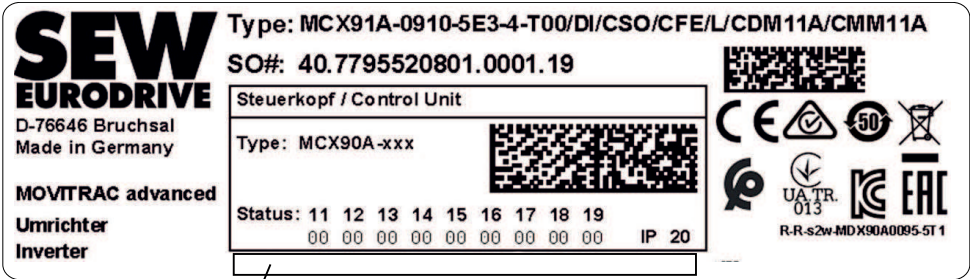 SEW
EURODRIVE
D-76646 Bruchsal
Made in Germany
MOVITRAC advanced
Umrichter
Inverter
Type: MCX91A-0910-5E3-4-T00/DI/CSO/CFE/L/CDM11A/CMM11A
SO#: 40.7795520801.0001.19
Steuerkopf / Control Unit
Type: MCX90A-xxx
Status: 11 12 13 14 15 16 17 18 19
00 00 00 00 00 00 00 00 00 IP 20
CE
50
UA.TR.
013
EAC
R-R-s2w-MDX90A0095-5T1